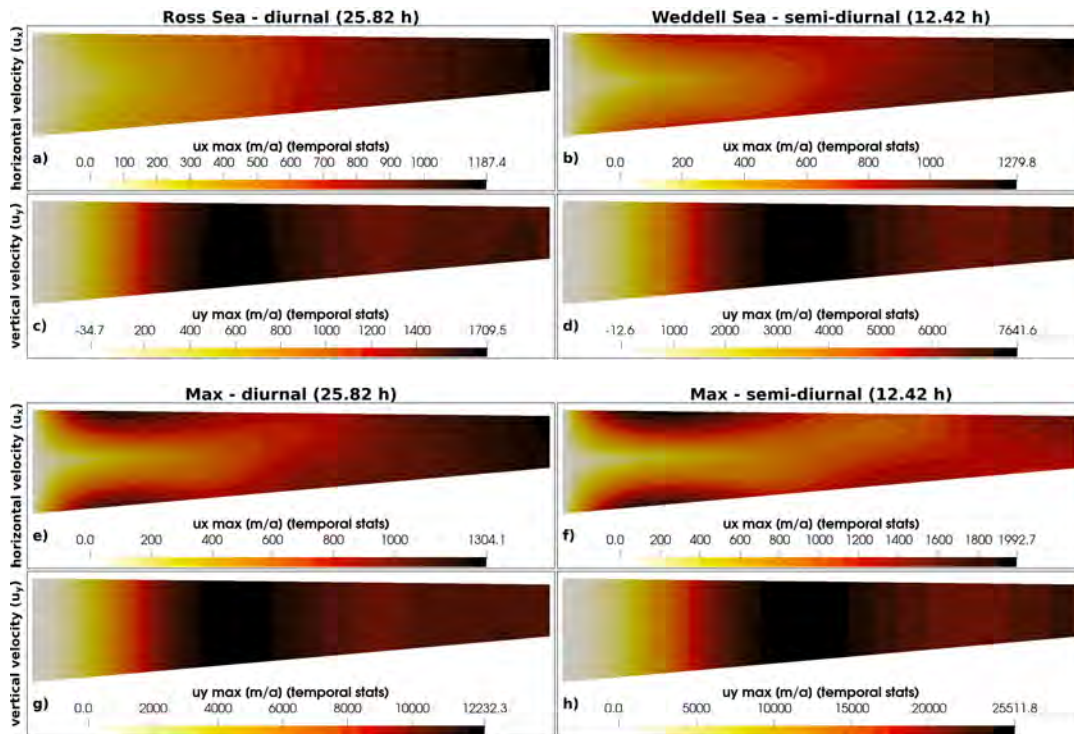 Ross Sea - diurnal (25.82 h)
Weddell Sea - semi-diurnal (12.42 h)
horizontal velocity (ux)
a)
ux max (m/a) (temporal stats)
0.0 100 200 300 400 500 600 700 800 900 1000 1187.4
b)
ux max (m/a) (temporal stats)
0.0 200 400 600 800 1000 1279.8
vertical velocity (uy)
c)
uy max (m/a) (temporal stats)
-34.7 200 400 600 800 1000 1200 1400 1709.5
d)
uy max (m/a) (temporal stats)
-12.6 1000 2000 3000 4000 5000 6000 7641.6
Max - diurnal (25.82 h)
Max - semi-diurnal (12.42 h)
horizontal velocity (ux)
e)
ux max (m/a) (temporal stats)
0.0 200 400 600 800 1000 1304.1
f)
ux max (m/a) (temporal stats)
0.0 200 400 600 800 1000 1200 1400 1600 1800 1992.7
vertical velocity (uy)
g)
uy max (m/a) (temporal stats)
0.0 2000 4000 6000 8000 10000 12232.3
h)
uy max (m/a) (temporal stats)
0.0 5000 10000 15000 20000 25511.8